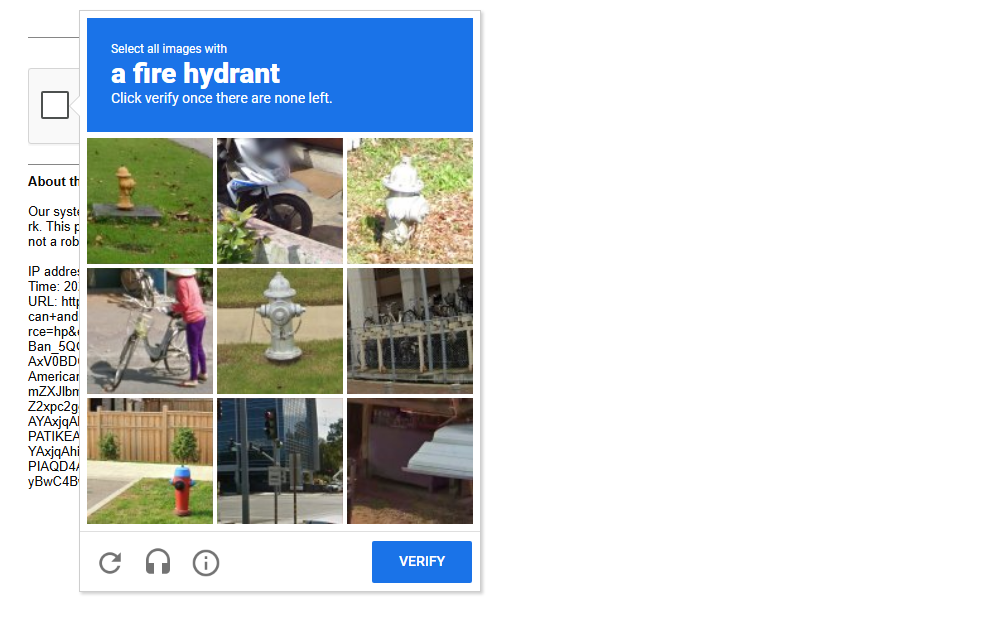 Select all images with
a fire hydrant
Click verify once there are none left.
VERIFY
About th
Our syste
rk. This p
not a rob
IP addres
Time: 20
URL: http
can+and
rce=hp&
Ban_5Q
AxV0BD
American
mZXJlbm
Z2xpc2g
AYAxjqA
PATIKEA
YAxjqAhi
PIAQD4A
yBwC4B